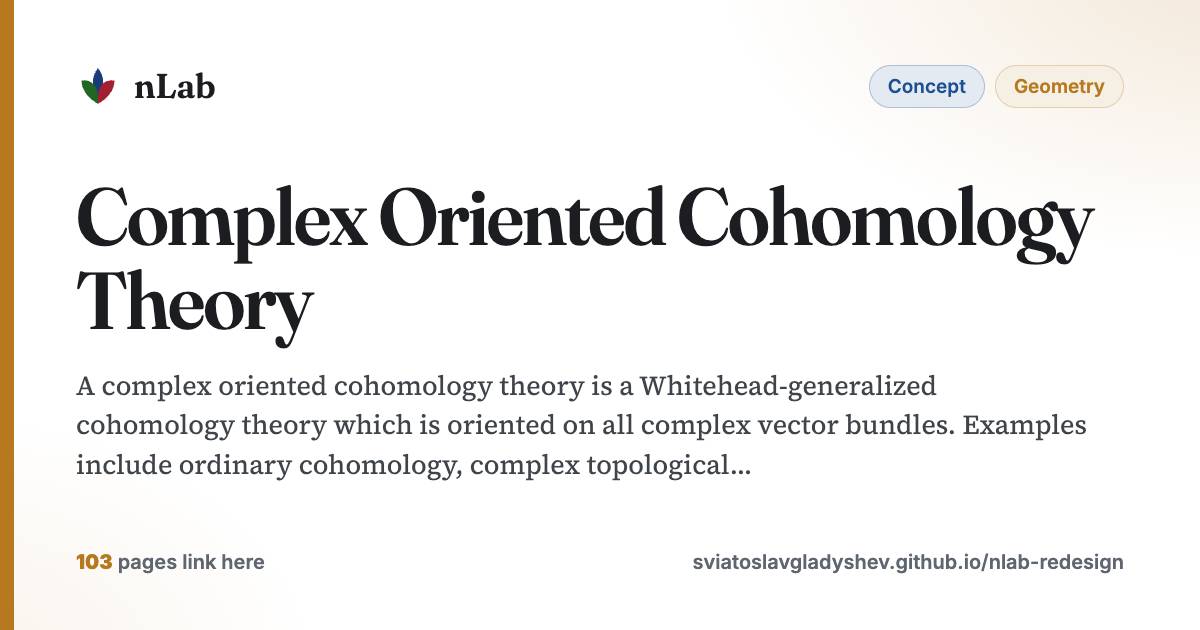 nLab
Concept
Geometry
Complex Oriented Cohomology
Theory
A complex oriented cohomology theory is a Whitehead-generalized
cohomology theory which is oriented on all complex vector bundles. Examples
include ordinary cohomology, complex topological...
103 pages link here
sviatoslavgladyshev.github.io/nlab-redesign